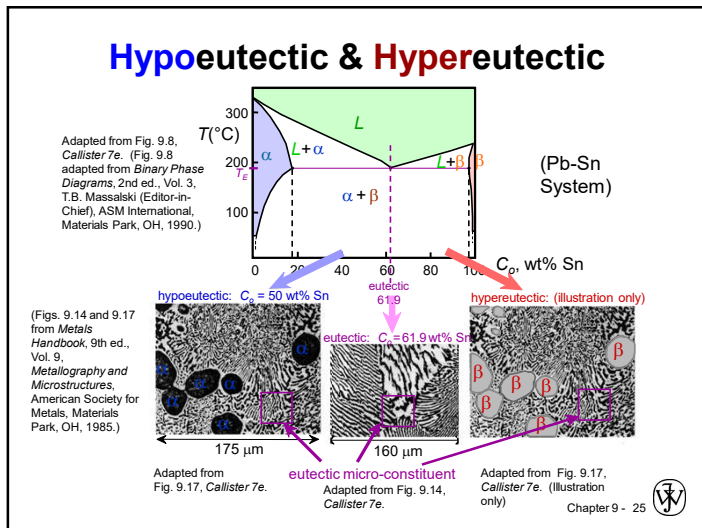 Hypoeutectic & Hypereutectic
Adapted from Fig. 9.8,
Callister 7e. (Fig. 9.8
adapted from Binary Phase
Diagrams, 2nd ed., Vol. 3,
T.B. Massalski (Editor-in-
Chief), ASM International,
Materials Park, OH, 1990.)
T(°C)
300
200
TE
100
L
L+α
L+β
α
β
α+β
0
20
40
60
80
100
Co, wt% Sn
eutectic
61.9
(Pb-Sn
System)
(Figs. 9.14 and 9.17
from Metals
Handbook, 9th ed.,
Vol. 9,
Metallography and
Microstructures,
American Society for
Metals, Materials
Park, OH, 1985.)
hypoeutectic: Co = 50 wt% Sn
α
α
α
α
α
α
175 μm
Adapted from
Fig. 9.17, Callister 7e.
eutectic: Co = 61.9 wt% Sn
160 μm
eutectic micro-constituent
Adapted from Fig. 9.14,
Callister 7e.
hypereutectic: (illustration only)
β
β
β
β
β
β
Adapted from Fig. 9.17,
Callister 7e. (Illustration
only)
Chapter 9 - 25